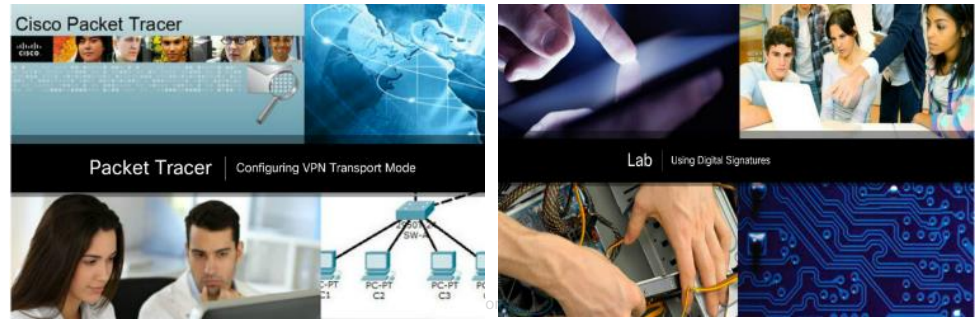 Cisco Packet Tracer
CISCO
Packet Tracer
Configuring VPN Transport Mode
SW-A
PC-PT
C1
PC-PT
C2
PC-PT
C3
Lab
Using Digital Signatures